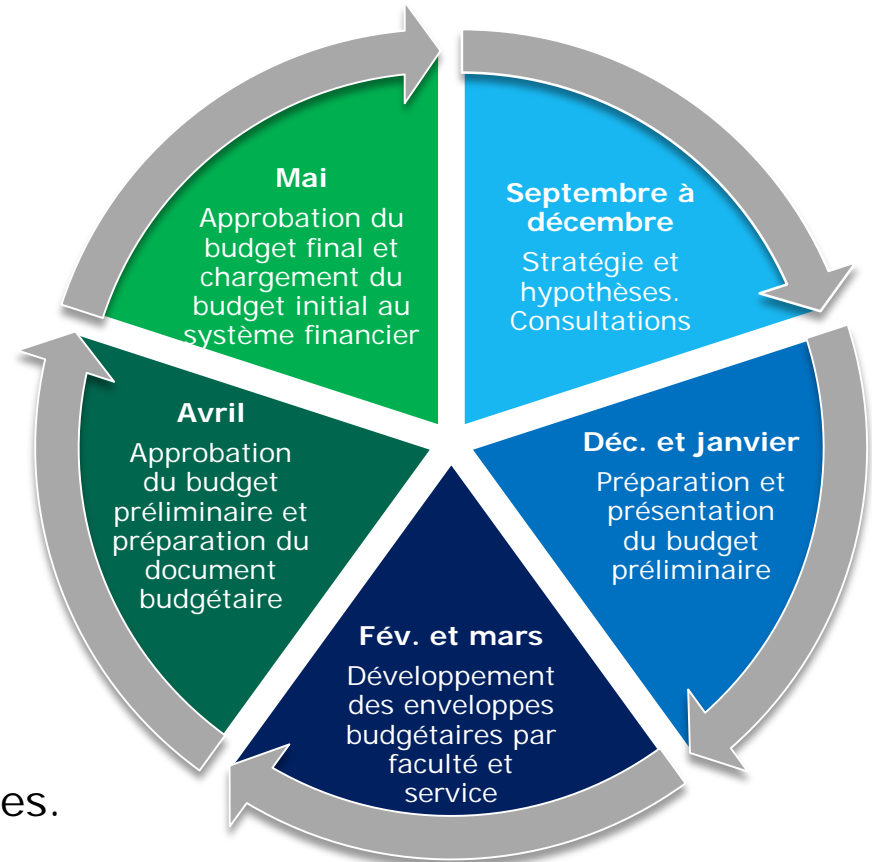 Mai
Approbation du
budget final et
chargement du
budget initial au
système financier
Septembre à
décembre
Stratégie et
hypothèses.
Consultations
Déc. et janvier
Préparation et
présentation
du budget
préliminaire
Fév. et mars
Développement
des enveloppes
budgétaires par
faculté et
service
Avril
Approbation
du budget
préliminaire et
préparation du
document
budgétaire
es.